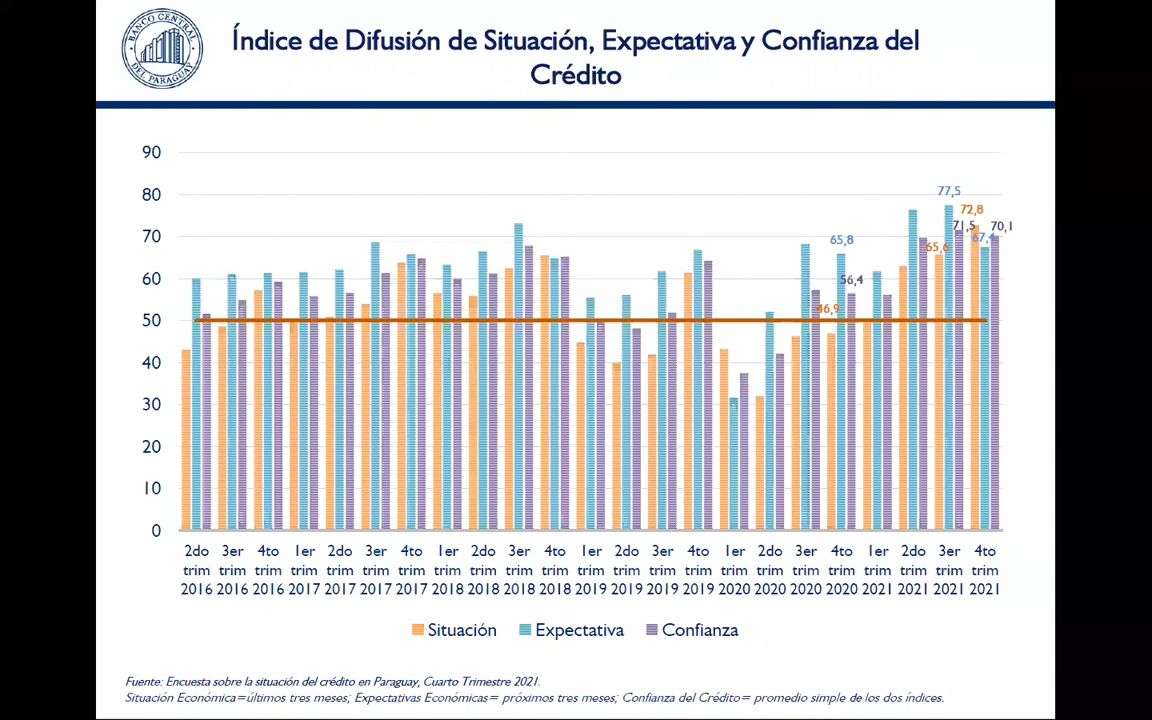 BANCO CENTRAL
DEL PARAGUAY
Índice de Difusión de Situación, Expectativa y Confianza del
Crédito
90
80
70
60
50
40
30
20
10
0
77,5
72,8
71,5
70,1
67,4
65,6
65,8
56,4
46,9
2do 3er 4to 1er 2do 3er 4to 1er 2do 3er 4to 1er 2do 3er 4to 1er 2do 3er 4to 1er 2do 3er 4to
trim trim trim trim trim trim trim trim trim trim trim trim trim trim trim trim trim trim trim trim trim trim trim
2016 2016 2016 2017 2017 2017 2017 2018 2018 2018 2018 2019 2019 2019 2019 2020 2020 2020 2020 2021 2021 2021 2021
Situación Expectativa Confianza
Fuente: Encuesta sobre la situación del crédito en Paraguay, Cuarto Trimestre 2021.
Situación Económica=últimos tres meses; Expectativas Económicas= próximos tres meses; Confianza del Crédito= promedio simple de los dos índices.